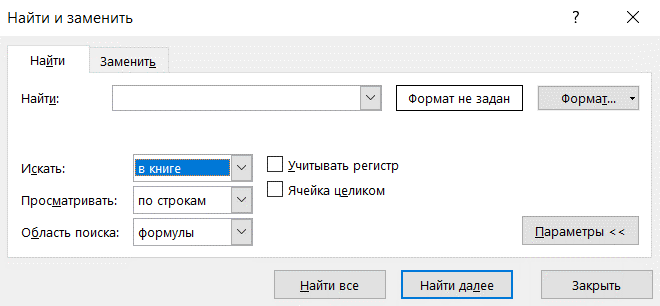 Найти и заменить
Найти Заменить
Найти: Формат не задан Формат...
Искать: в книге Учитывать регистр
Ячейка целиком
Просматривать: по строкам
Область поиска: формулы Параметры <<
Найти все Найти далее Закрыть